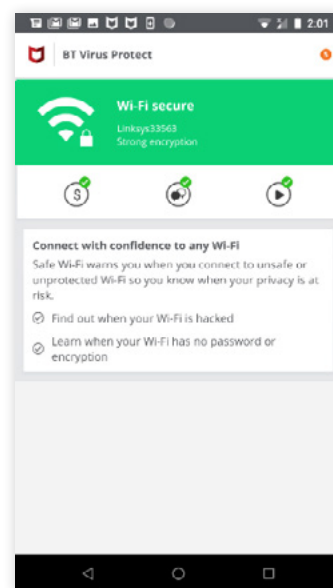 2.01
BT Virus Protect
Wi-Fi secure
Linksys33563
Strong encryption
S
Connect with confidence to any Wi-Fi
Safe Wi-Fi warns you when you connect to unsafe or
unprotected Wi-Fi so you know when your privacy is at
risk.
Find out when your Wi-Fi is hacked
Learn when your Wi-Fi has no password or
encryption